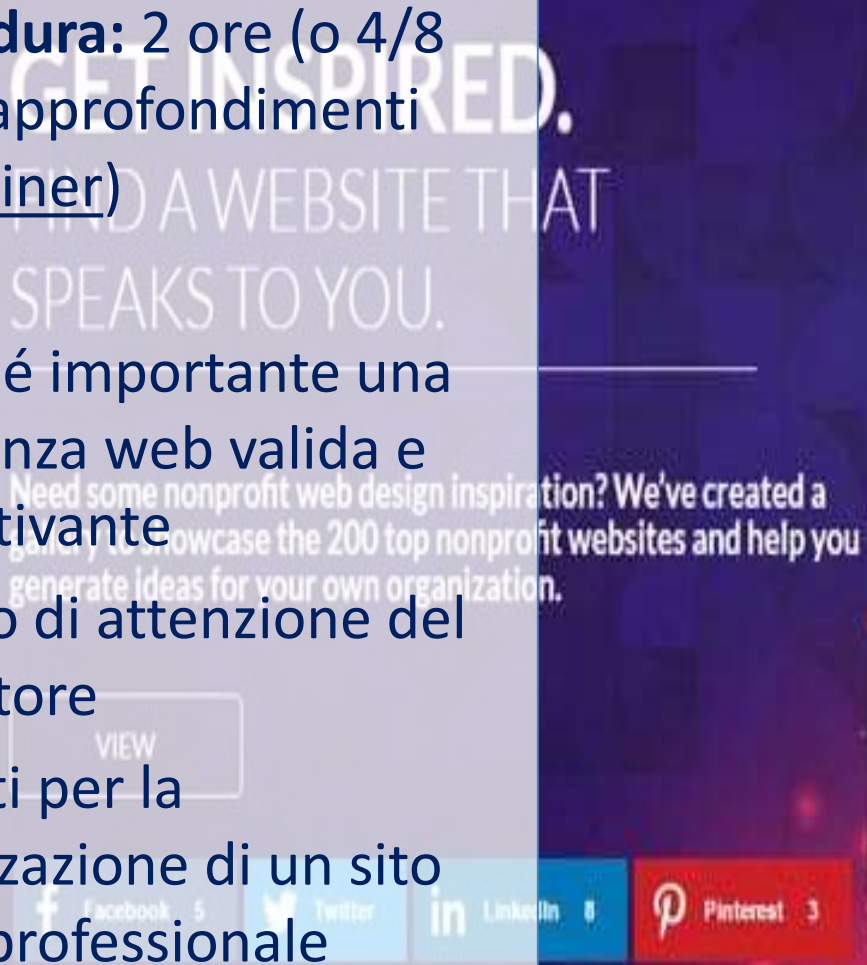 dura: 2 ore (o 4/8
approfondimenti
iner)
é importante una
nza web valida e
tivante
o di attenzione del
tore
ti per la
zzazione di un sito
professionale
GET INSPIRED.
FIND A WEBSITE THAT
SPEAKS TO YOU.
Need some nonprofit web design inspiration? We've created a
gallery to showcase the 200 top nonprofit websites and help you
generate ideas for your own organization.
VIEW
Facebook 5
Twitter
LinkedIn 8
Pinterest 3